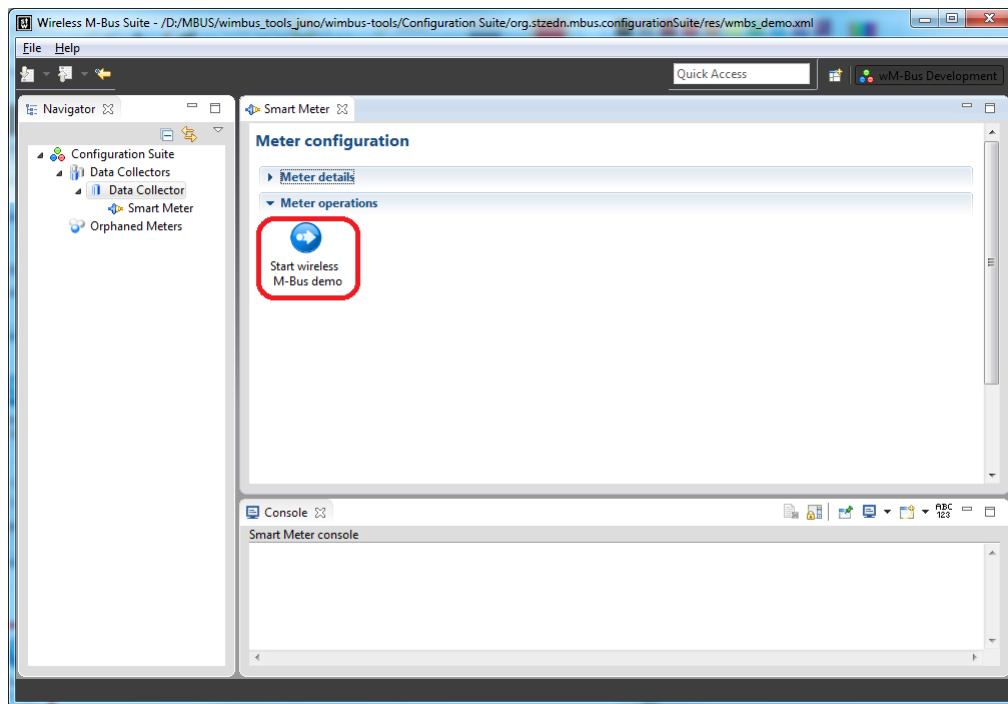 Wireless M-Bus Suite - /D:/MBUS/wimbus_tools_juno/wimbus-tools/Configuration Suite/org.stzedn.mbus.configurationSuite/res/wmbs_demo.xml
File Help
Quick Access
wM-Bus Development
Navigator
Smart Meter
Configuration Suite
Data Collectors
Data Collector
Smart Meter
Orphaned Meters
Meter configuration
Meter details
Meter operations
Start wireless
M-Bus demo
Console
ABC
123
Smart Meter console